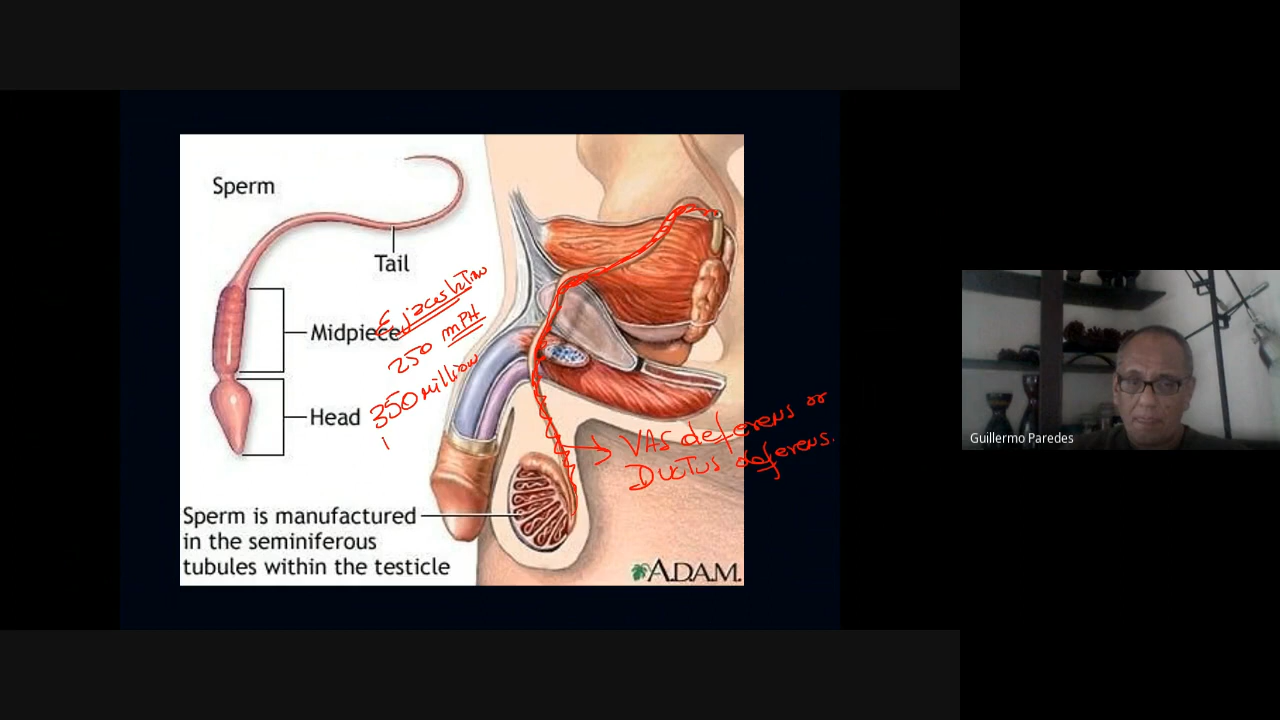 Sperm
Tail
Midpiece
Head
Ejaculation
250 mPH
350 million
VAS deferens or
Ductus deferens.
Sperm is manufactured
in the seminiferous
tubules within the testicle
A.D.A.M.
Guillermo Paredes